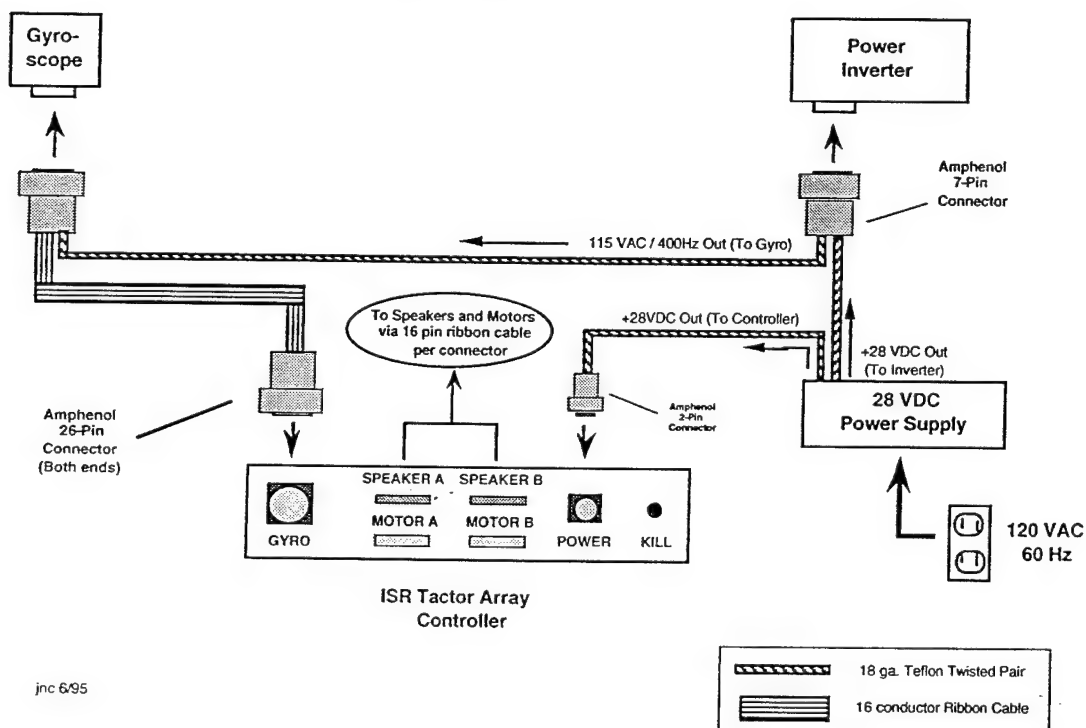 Gyro-
scope
Power
Inverter
Amphenol
7-Pin
Connector
115 VAC / 400Hz Out (To Gyro)
To Speakers and Motors
via 16 pin ribbon cable
per connector
+28VDC Out (To Controller)
+28 VDC Out
(To Inverter)
28 VDC
Power Supply
Amphenol
26-Pin
Connector
(Both ends)
Amphenol
2-Pin
Connector
SPEAKER A
SPEAKER B
MOTOR A
MOTOR B
GYRO
POWER
KILL
120 VAC
60 Hz
ISR Tactor Array
Controller
jnc 6/95
18 ga. Teflon Twisted Pair
16 conductor Ribbon Cable